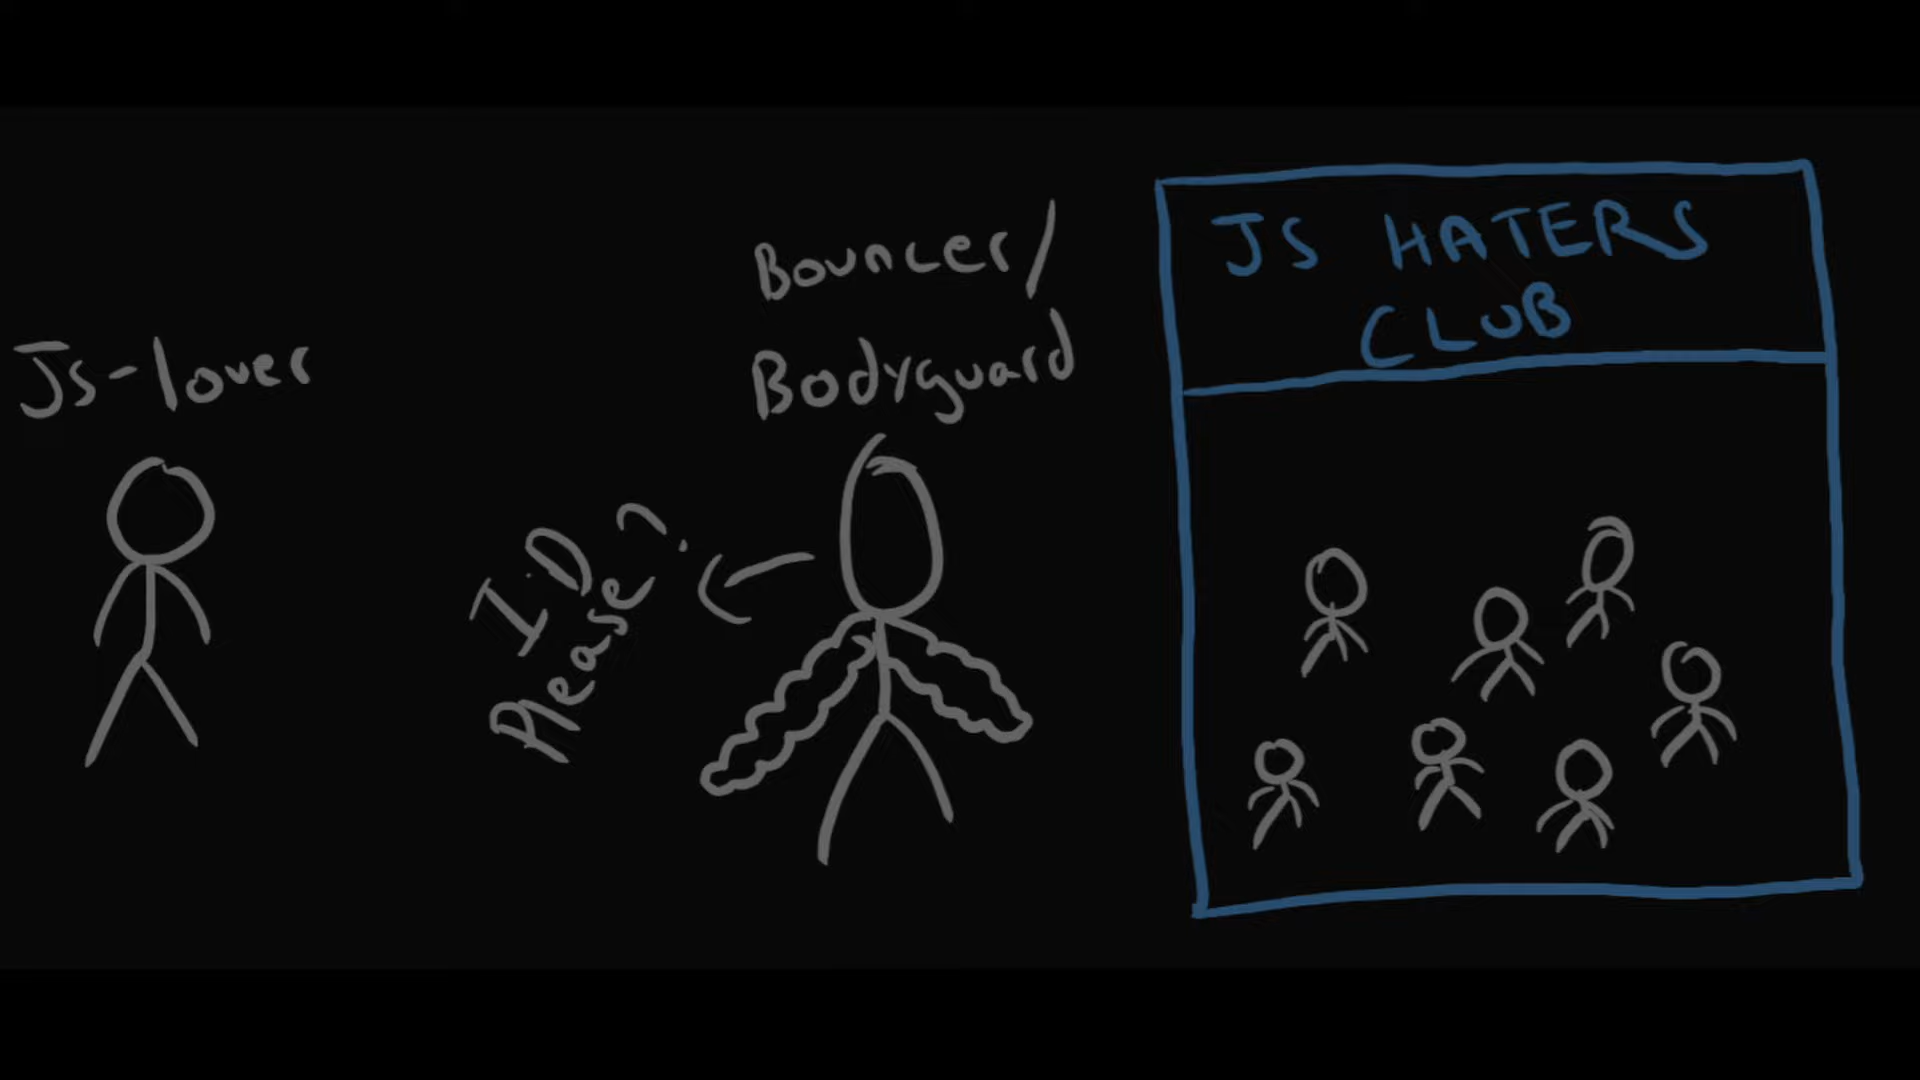 Js-lover
Bouncer/
Bodyguard
I.D
Please?
JS HATERS
CLUB